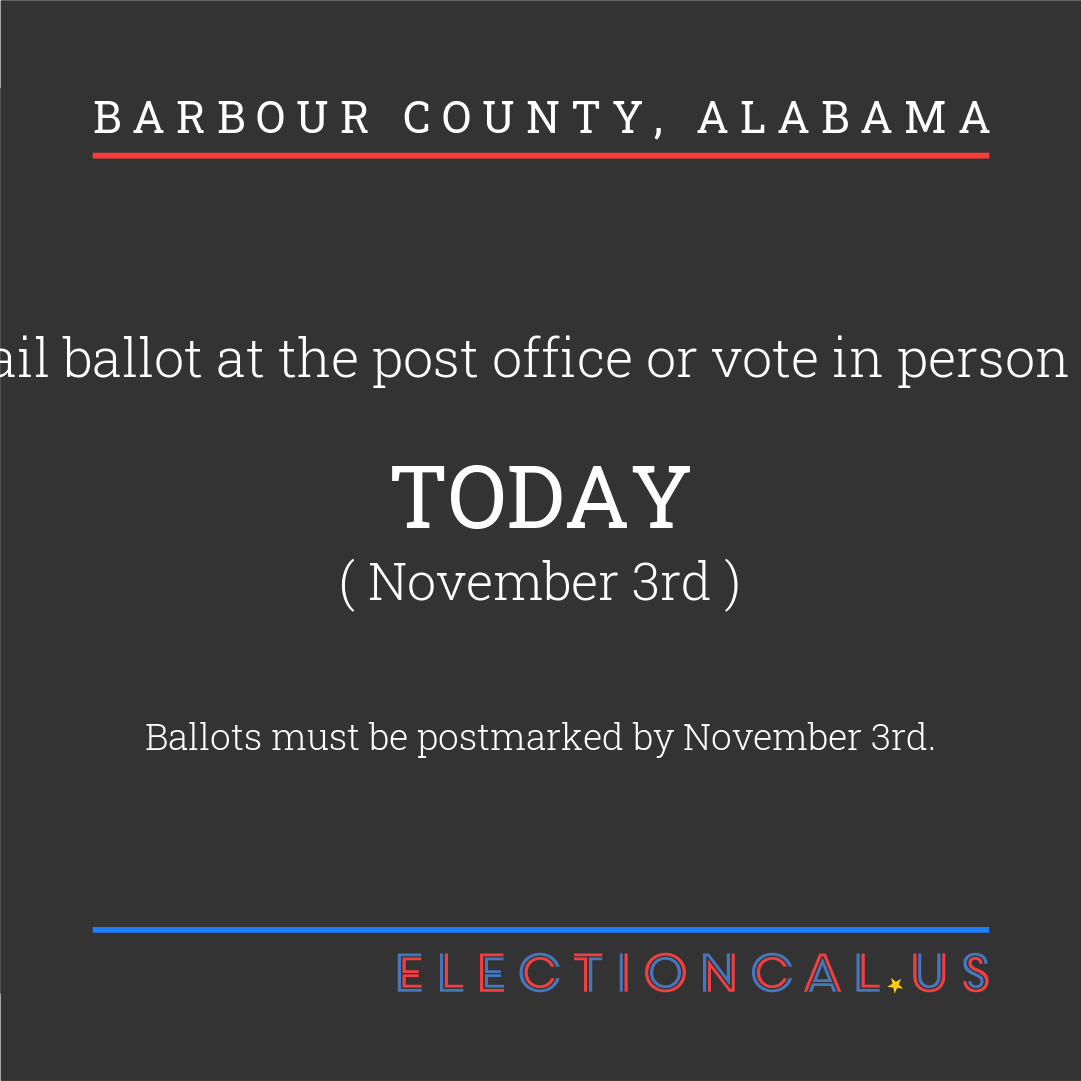 BARBOUR COUNTY, ALABAMA
ail ballot at the post office or vote in person
TODAY
( November 3rd )
Ballots must be postmarked by November 3rd.
ELECTIONCAL.US